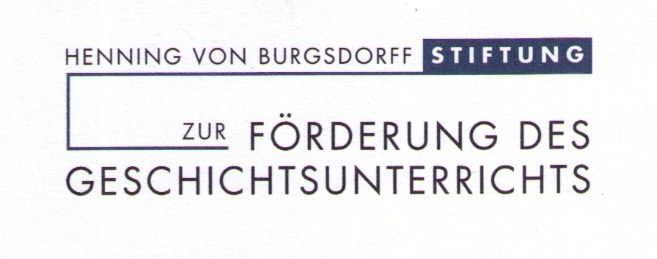 HENNING VON BURGSDORFF STIFTUNG
ZUR FÖRDERUNG DES
GESCHICHTSUNTERRICHTS